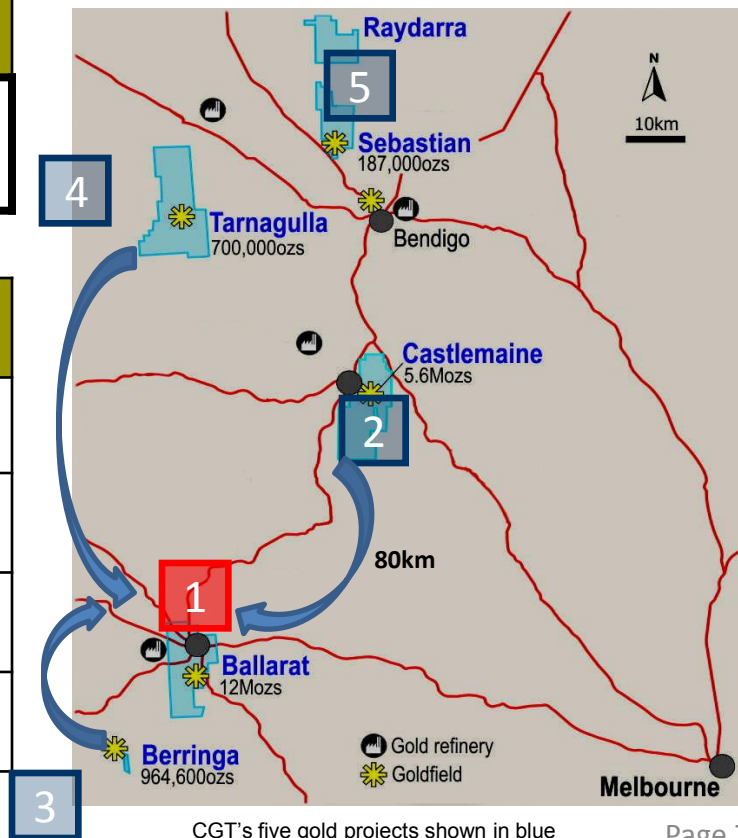 Raydarra
N
10km
5
Sebastian
187,000ozs
4
Tarnagulla
700,000ozs
Bendigo
Castlemaine
5.6Mozs
2
80km
1
Ballarat
12Mozs
Gold refinery
Goldfield
Berringa
964,600ozs
Melbourne
3
CGT's five gold projects shown in blue
Page